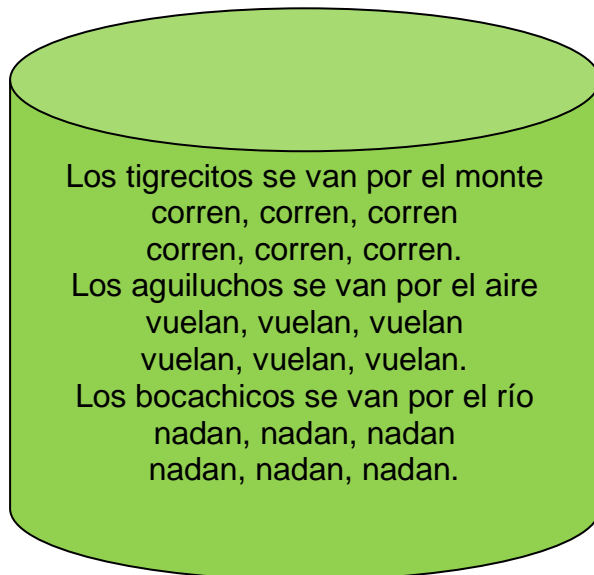 Los tigrecitos se van por el monte
corren, corren, corren
corren, corren, corren.
Los aguiluchos se van por el aire
vuelan, vuelan, vuelan
vuelan, vuelan, vuelan.
Los bocachicos se van por el río
nadan, nadan, nadan
nadan, nadan, nadan.